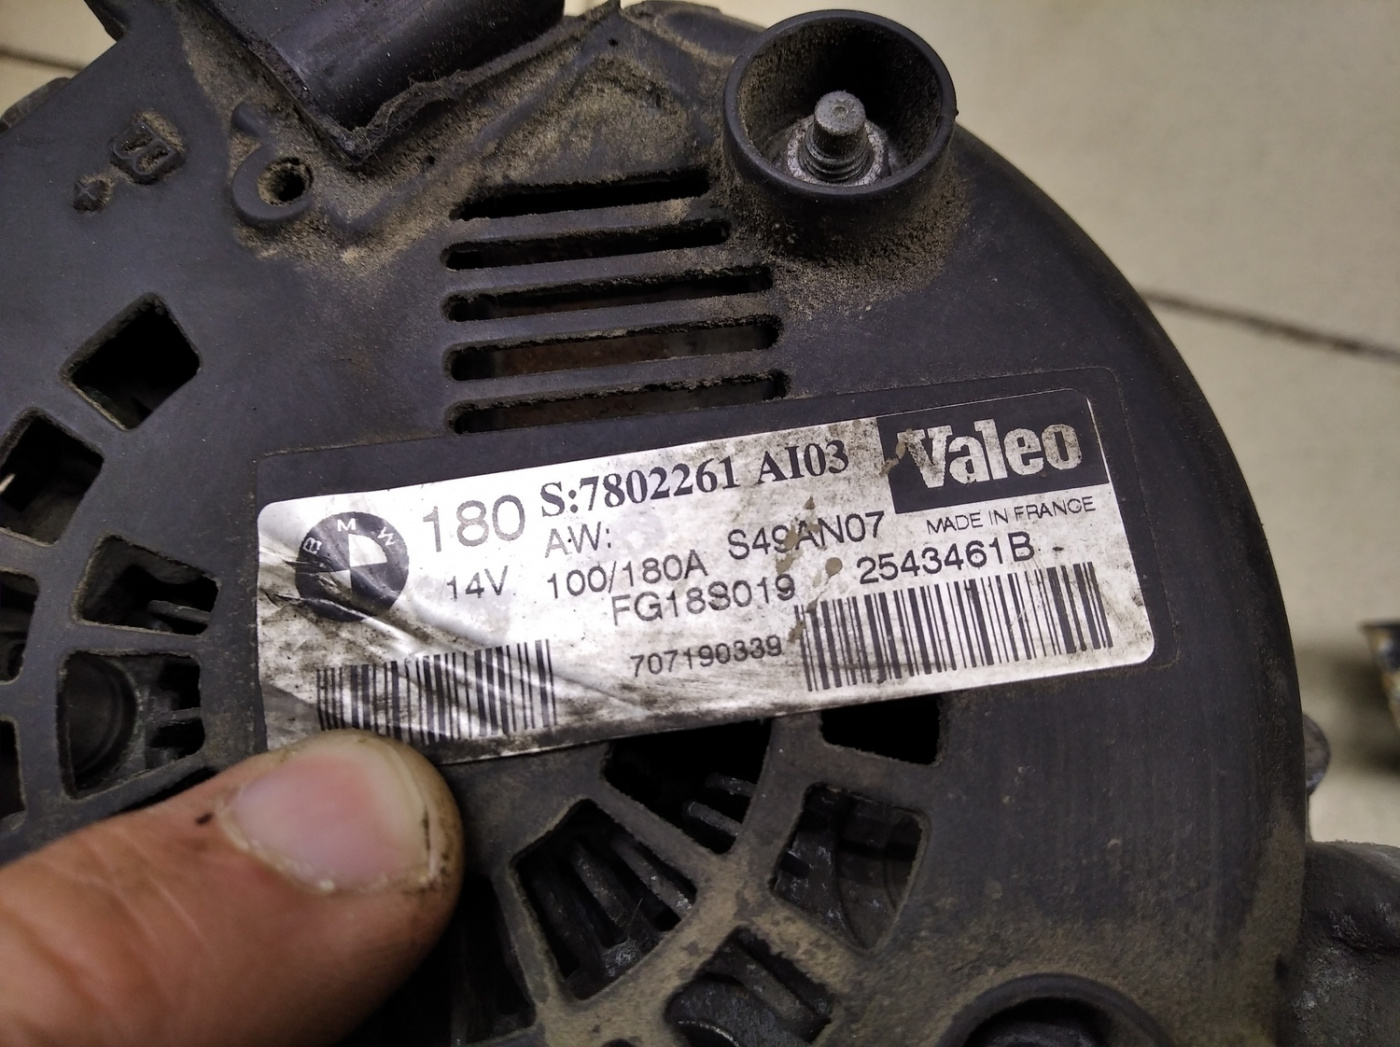 BMW
180 S:7802261 AI03
Valeo
AW:
S49AN07
MADE IN FRANCE
14V 100/180A
2543461B
FG18S019
707190339